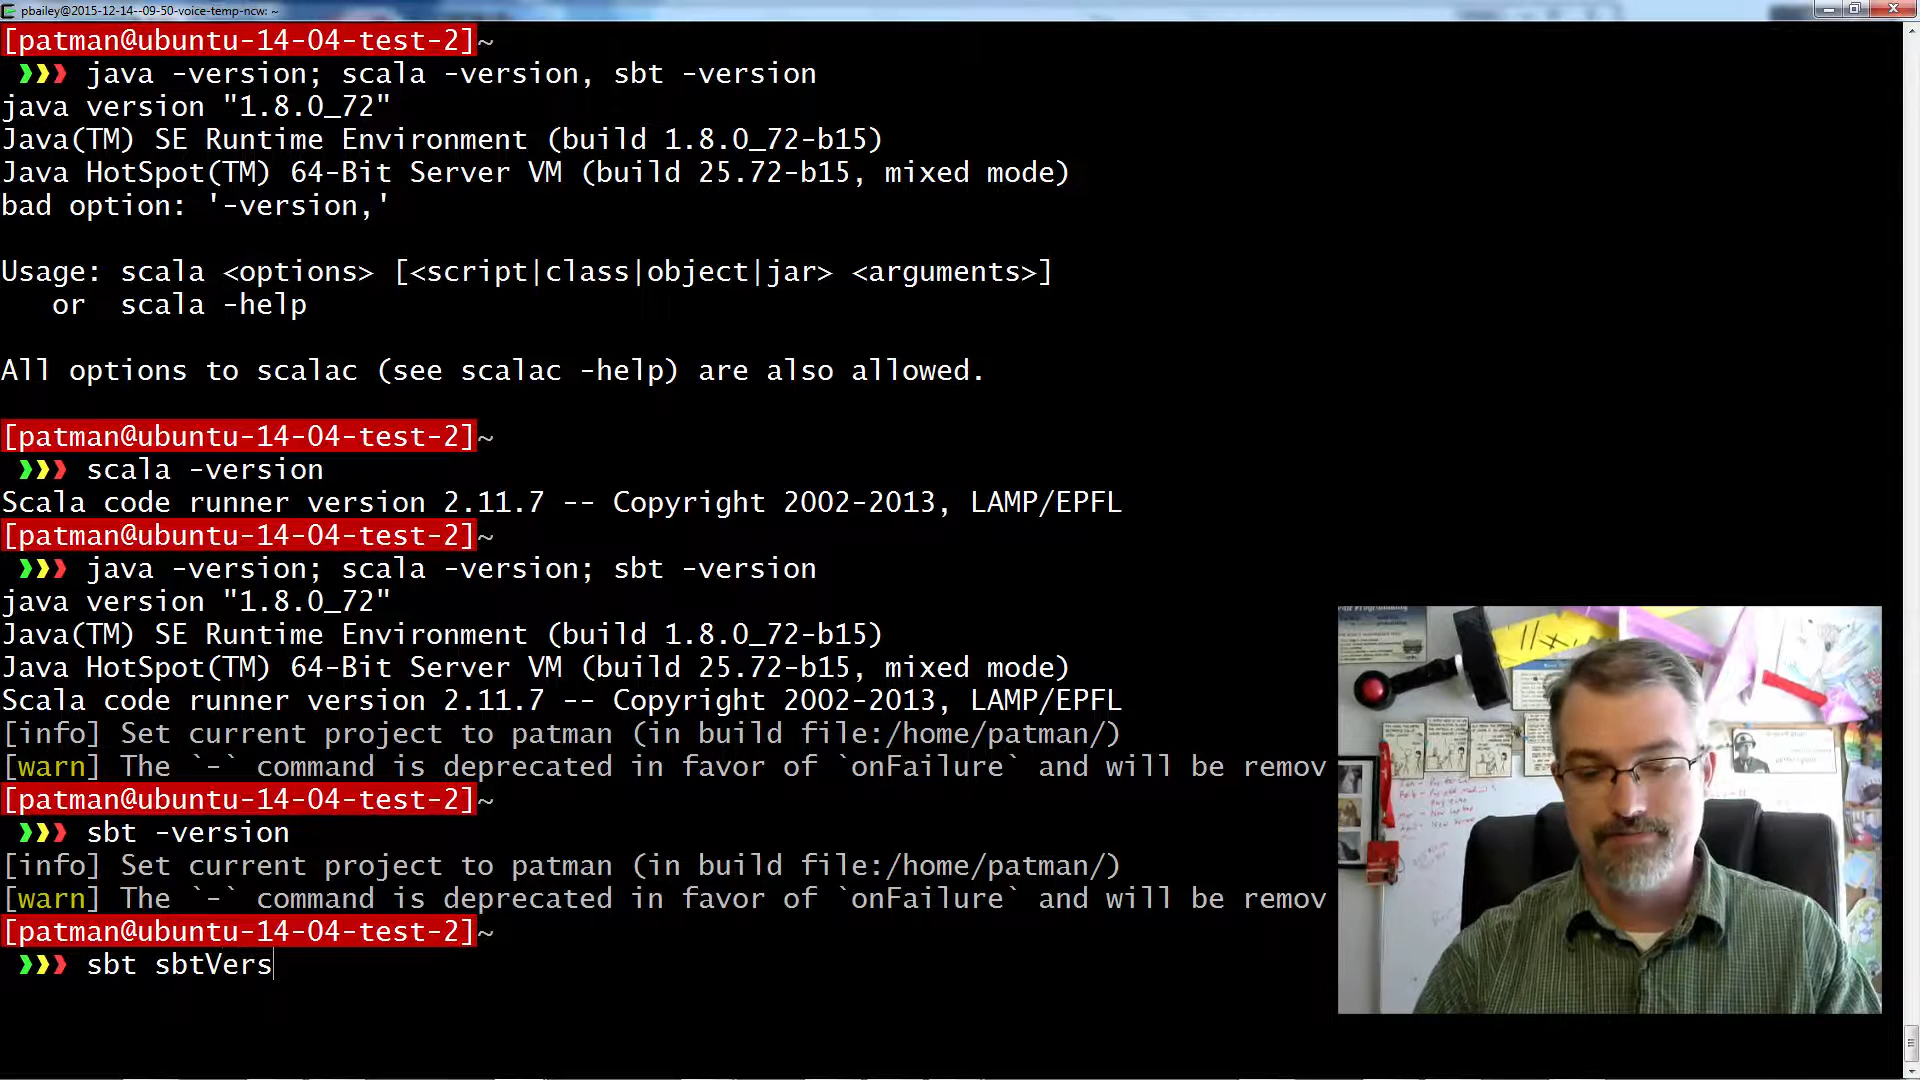 pbailey@2015-12-14--09-50-voice-temp-ncw: ~
[patman@ubuntu-14-04-test-2]~
❯❯❯ java -version; scala -version, sbt -version
java version "1.8.0_72"
Java(TM) SE Runtime Environment (build 1.8.0_72-b15)
Java HotSpot(TM) 64-Bit Server VM (build 25.72-b15, mixed mode)
bad option: '-version,'
Usage: scala <options> [<script|class|object|jar> <arguments>]
or scala -help
All options to scalac (see scalac -help) are also allowed.
[patman@ubuntu-14-04-test-2]~
❯❯❯ scala -version
Scala code runner version 2.11.7 -- Copyright 2002-2013, LAMP/EPFL
[patman@ubuntu-14-04-test-2]~
❯❯❯ java -version; scala -version; sbt -version
java version "1.8.0_72"
Java(TM) SE Runtime Environment (build 1.8.0_72-b15)
Java HotSpot(TM) 64-Bit Server VM (build 25.72-b15, mixed mode)
Scala code runner version 2.11.7 -- Copyright 2002-2013, LAMP/EPFL
[info] Set current project to patman (in build file:/home/patman/)
[warn] The `-` command is deprecated in favor of `onFailure` and will be remov
[patman@ubuntu-14-04-test-2]~
❯❯❯ sbt -version
[info] Set current project to patman (in build file:/home/patman/)
[warn] The `-` command is deprecated in favor of `onFailure` and will be remov
[patman@ubuntu-14-04-test-2]~
❯❯❯ sbt sbtVers